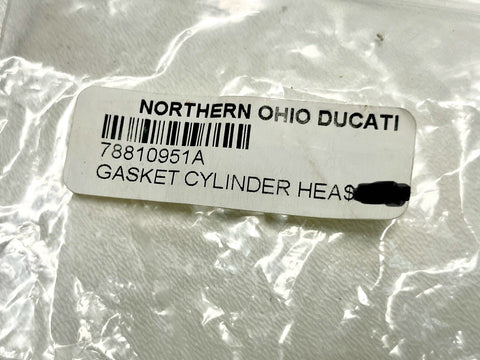 NORTHERN OHIO DUCATI
78810951A
GASKET CYLINDER HEA$